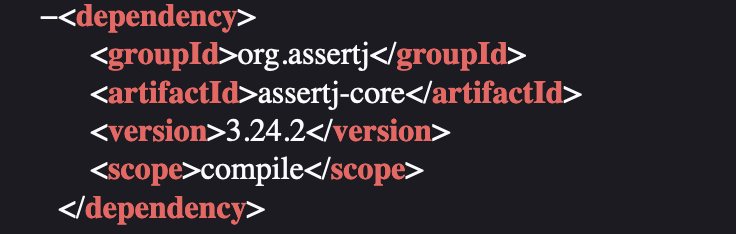 –<dependency>
<groupId>org.assertj</groupId>
<artifactId>assertj-core</artifactId>
<version>3.24.2</version>
<scope>compile</scope>
</dependency>